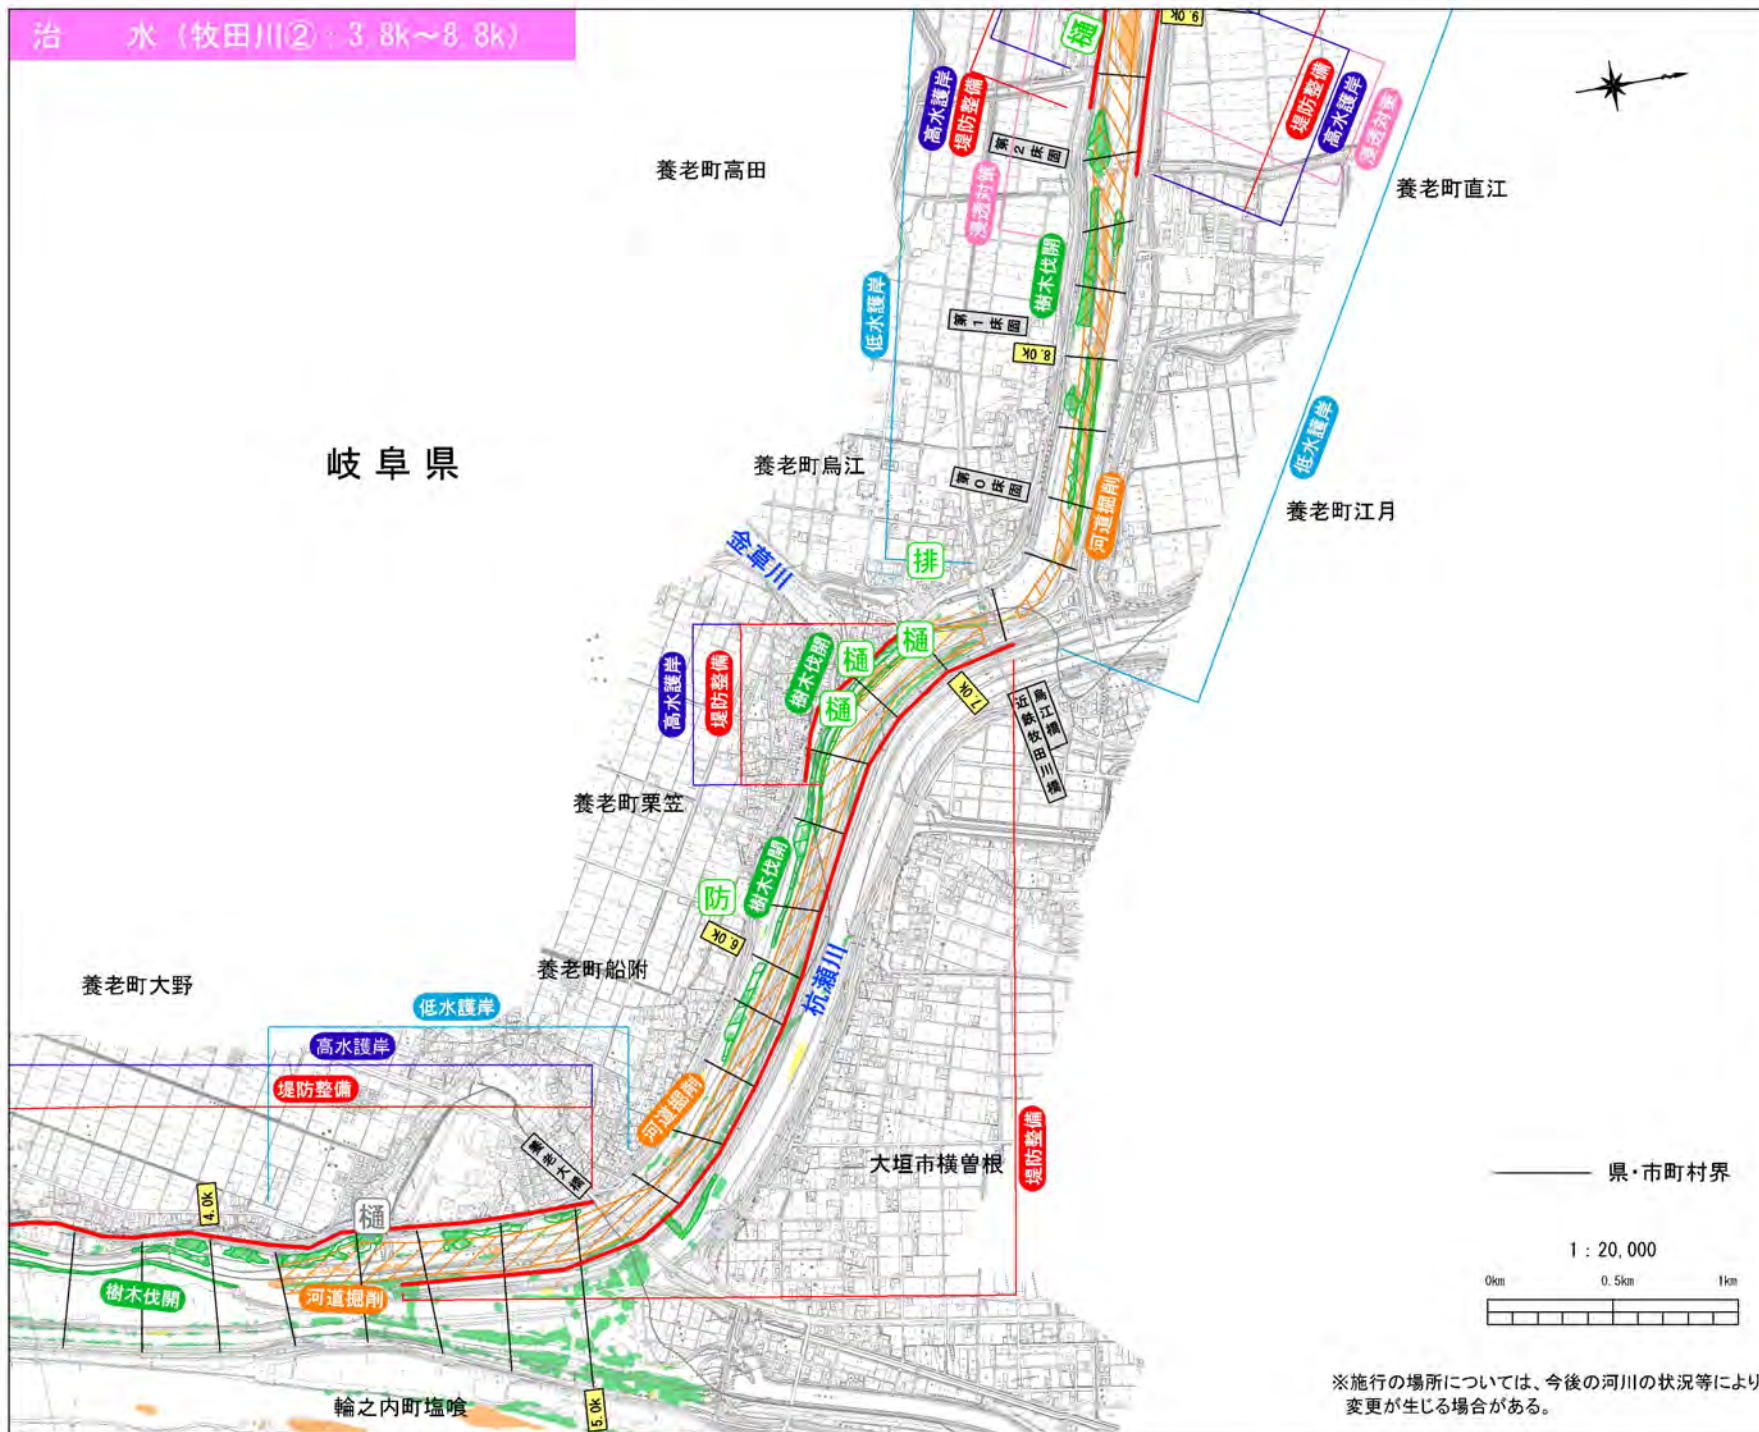 治 水（牧田川②：3.8k～8.8k）
樋
9.0k
高水護岸
堤防整備
第2床固
浸透対策
堤防整備
高水護岸
浸透対策
養老町高田
養老町直江
樹木伐開
低水護岸
第1床固
8.0k
低水護岸
岐阜県
養老町烏江
第0床固
河道掘削
養老町江月
金草川
排
樋
樋
樋
樹木伐開
高水護岸
堤防整備
7.0k
烏江橋
近鉄牧田川橋
養老町栗笠
樹木伐開
防
6.0k
杭瀬川
養老町船附
養老町大野
低水護岸
高水護岸
堤防整備
河道掘削
養老大橋
大垣市横曽根
堤防整備
4.0k
樋
樹木伐開
河道掘削
5.0k
輪之内町塩喰
県・市町村界
1：20,000
0km 0.5km 1km
※施行の場所については、今後の河川の状況等により
変更が生じる場合がある。